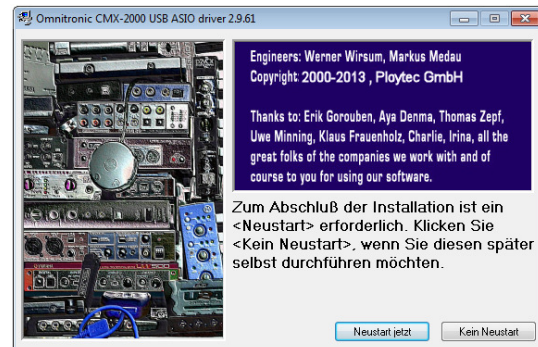 Omnitronic CMX-2000 USB ASIO driver 2.9.61
Engineers: Werner Wirsum, Markus Medau
Copyright: 2000-2013 , Ploytec GmbH
Thanks to: Erik Gorouben, Aya Denma, Thomas Zepf,
Uwe Minning, Klaus Frauenholz, Charlie, Irina, all the
great folks of the companies we work with and of
course to you for using our software.
Zum Abschluß der Installation ist ein
<Neustart> erforderlich. Klicken Sie
<Kein Neustart>, wenn Sie diesen später
selbst durchführen möchten.
Neustart jetzt
Kein Neustart